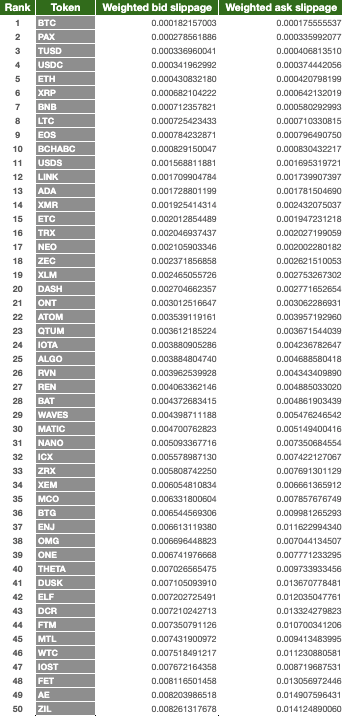 Rank Token Weighted bid slippage Weighted ask slippage
1 BTC 0.000182157003 0.000175555537
2 PAX 0.000278561886 0.000335992077
3 TUSD 0.000336960041 0.000406813510
4 USDC 0.000341962992 0.000374442056
5 ETH 0.000430832180 0.000420798199
6 XRP 0.000682104222 0.000642132019
7 BNB 0.000712357821 0.000580292993
8 LTC 0.000725423433 0.000710330815
9 EOS 0.000784232871 0.000796490750
10 BCHABC 0.000829150047 0.000830432217
11 USDS 0.001568811881 0.001695319721
12 LINK 0.001709904784 0.001739907397
13 ADA 0.001728801199 0.001781504690
14 XMR 0.001925414314 0.002432075037
15 ETC 0.002012854489 0.001947231218
16 TRX 0.002046937437 0.002027199059
17 NEO 0.002105903346 0.002002280182
18 ZEC 0.002371856858 0.002621510053
19 XLM 0.002465055726 0.002753267302
20 DASH 0.002704662357 0.002771652654
21 ONT 0.003012516647 0.003062286931
22 ATOM 0.003539119161 0.003957192960
23 QTUM 0.003612185224 0.003671544039
24 IOTA 0.003880905286 0.004236782647
25 ALGO 0.003884804740 0.004688580418
26 RVN 0.003962539928 0.004343409890
27 REN 0.004063362146 0.004885033020
28 BAT 0.004372683415 0.004861903439
29 WAVES 0.004398711188 0.005476246542
30 MATIC 0.004700762823 0.005149400416
31 NANO 0.005093367716 0.007350684554
32 ICX 0.005578987130 0.007422127067
33 ZRX 0.005808742250 0.007691301129
34 XEM 0.006054810834 0.006661365912
35 MCO 0.006331800604 0.007857676749
36 BTG 0.006544569306 0.009981265293
37 ENJ 0.006613119380 0.011622994340
38 OMG 0.006696448823 0.007044134507
39 ONE 0.006741976668 0.007771233295
40 THETA 0.007026565475 0.009733933456
41 DUSK 0.007105093910 0.013670778481
42 ELF 0.007202725491 0.012035047761
43 DCR 0.007210242713 0.013324279823
44 FTM 0.007350791126 0.010700341206
45 MTL 0.007431900972 0.009413483995
46 WTC 0.007518491217 0.011230880581
47 IOST 0.007672164358 0.008719687531
48 FET 0.008116501458 0.013056972446
49 AE 0.008203986518 0.014907596431
50 ZIL 0.008261317678 0.014124890060